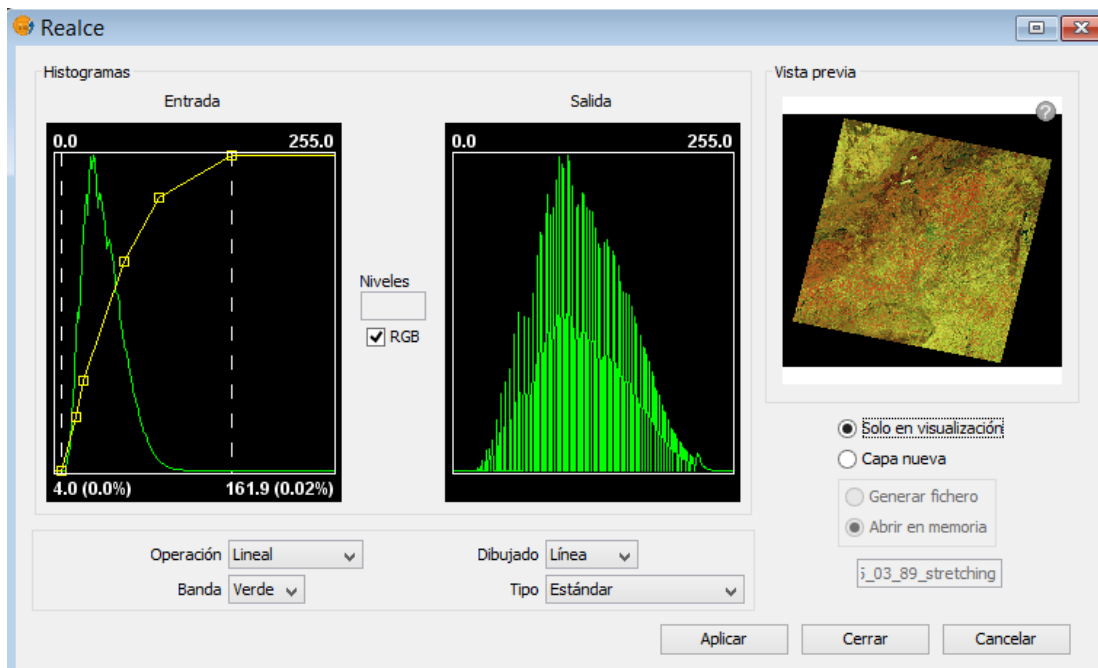 Realce
Histogramas
Entrada
Salida
0.0 255.0
0.0 255.0
Niveles
RGB
4.0 (0.0%) 161.9 (0.02%)
Operación Lineal
Dibujado Línea
Banda Verde
Tipo Estándar
Vista previa
?
Solo en visualización
Capa nueva
Generar fichero
Abrir en memoria
_03_89_stretching
Aplicar Cerrar Cancelar